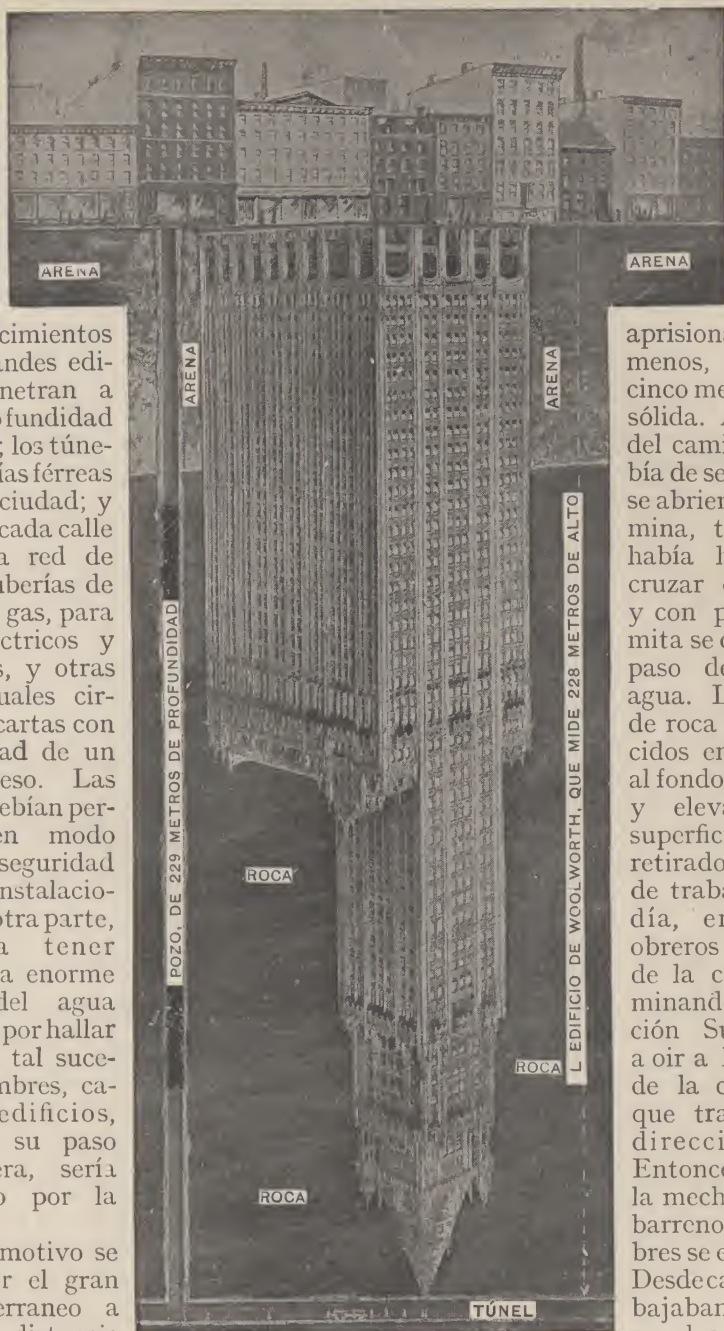 ARENA
ARENA
ARENA
ARENA
POZO, DE 229 METROS DE PROFUNDIDAD
L EDIFICIO DE WOOLWORTH, QUE MIDE 228 METROS DE ALTO
ROCA
ROCA
ROCA
TÚNEL
cimientos
andes edi-
netran a
ofundidad
; los túne-
ías férreas
ciudad; y
cada calle
a red de
uberías de
gas, para
ctricos y
s, y otras
uales cir-
cartas con
ad de un
eso. Las
ebían per-
en modo
seguridad
nstalacio-
otra parte,
a tener
a enorme
del agua
por hallar
tal suce-
mbres, ca-
edificios,
su paso
era, sería
o por la
motivo se
r el gran
erraneo a
distancia
aprisiona
menos,
cinco me
sólida. A
del cami
bía de se
se abrier
mina, t
había h
cruzar
y con p
mita se
paso de
agua. L
de roca
cidos en
al fondo
y eleva
superfic
retirado
de traba
día, en
obreros
de la c
minand
ción Su
a oir a
de la c
que tra
direcci
Entonce
la mech
barreno
bres se e
Desde ca
bajaban